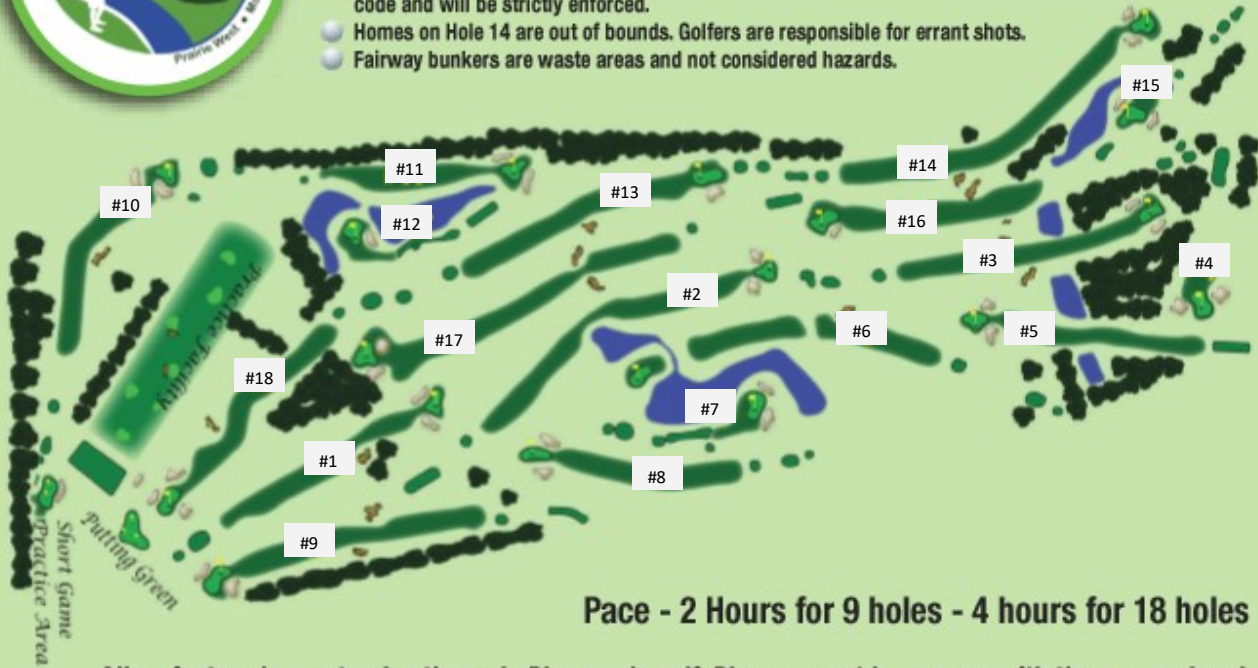 code and will be strictly enforced.
Homes on Hole 14 are out of bounds. Golfers are responsible for errant shots.
Fairway bunkers are waste areas and not considered hazards.
Prairie West
#15
#11
#14
#13
#10
#12
#16
#3
#4
#2
#6
#5
#17
#18
#7
#1
#8
#9
Practice Facility
Putting Green
Short Game
Practice Area
Pace - 2 Hours for 9 holes - 4 hours for 18 holes